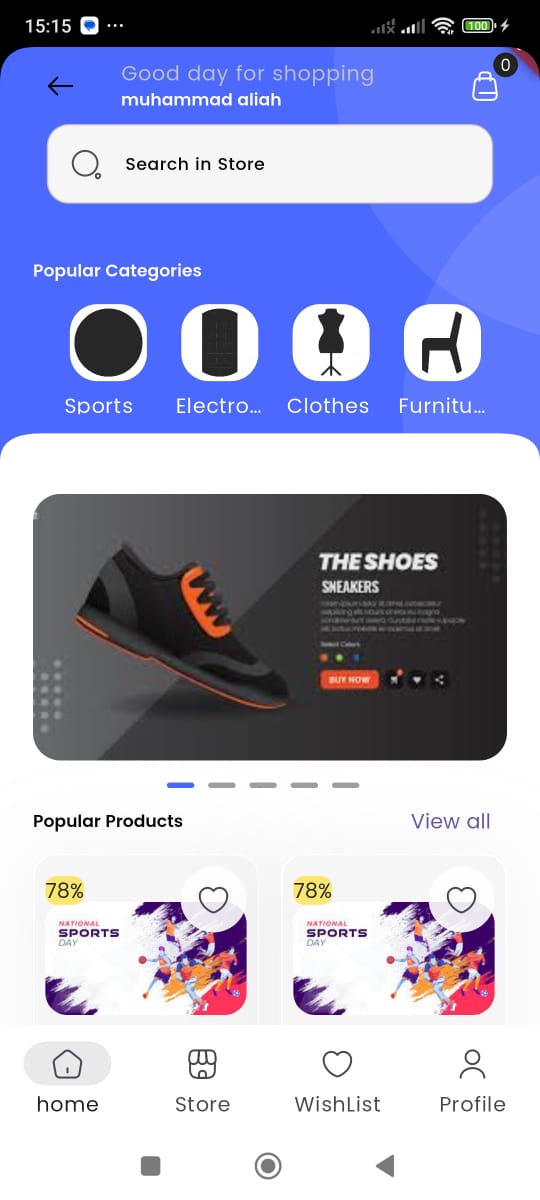 15:15
100
Good day for shopping
0
muhammad aliah
Search in Store
Popular Categories
Sports
Electro...
Clothes
Furnitu...
THE SHOES
SNEAKERS
Select Colors
BUY NOW
Popular Products
View all
78%
78%
NATIONAL
SPORTS
DAY
NATIONAL
SPORTS
DAY
home
Store
WishList
Profile